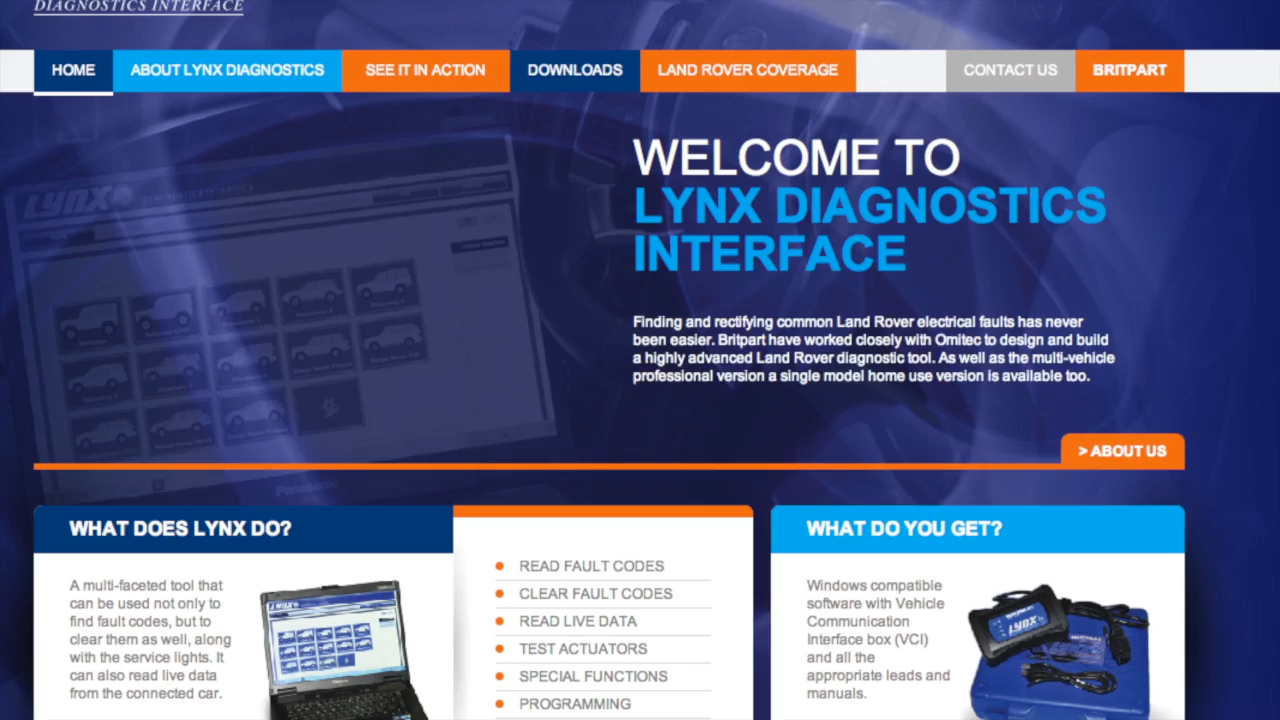 DIAGNOSTICS INTERFACE
HOME
ABOUT LYNX DIAGNOSTICS
SEE IT IN ACTION
DOWNLOADS
LAND ROVER COVERAGE
CONTACT US
BRITPART
LYNX
WELCOME TO
LYNX DIAGNOSTICS
INTERFACE
Finding and rectifying common Land Rover electrical faults has never
been easier. Britpart have worked closely with Omitec to design and build
a highly advanced Land Rover diagnostic tool. As well as the multi-vehicle
professional version a single model home use version is available too.
Panasonic
> ABOUT US
WHAT DOES LYNX DO?
A multi-faceted tool that
can be used not only to
find fault codes, but to
clear them as well, along
with the service lights. It
can also read live data
from the connected car.
LYNX
READ FAULT CODES
CLEAR FAULT CODES
READ LIVE DATA
TEST ACTUATORS
SPECIAL FUNCTIONS
PROGRAMMING
WHAT DO YOU GET?
Windows compatible
software with Vehicle
Communication
Interface box (VCI)
and all the
appropriate leads and
manuals.
LYNX